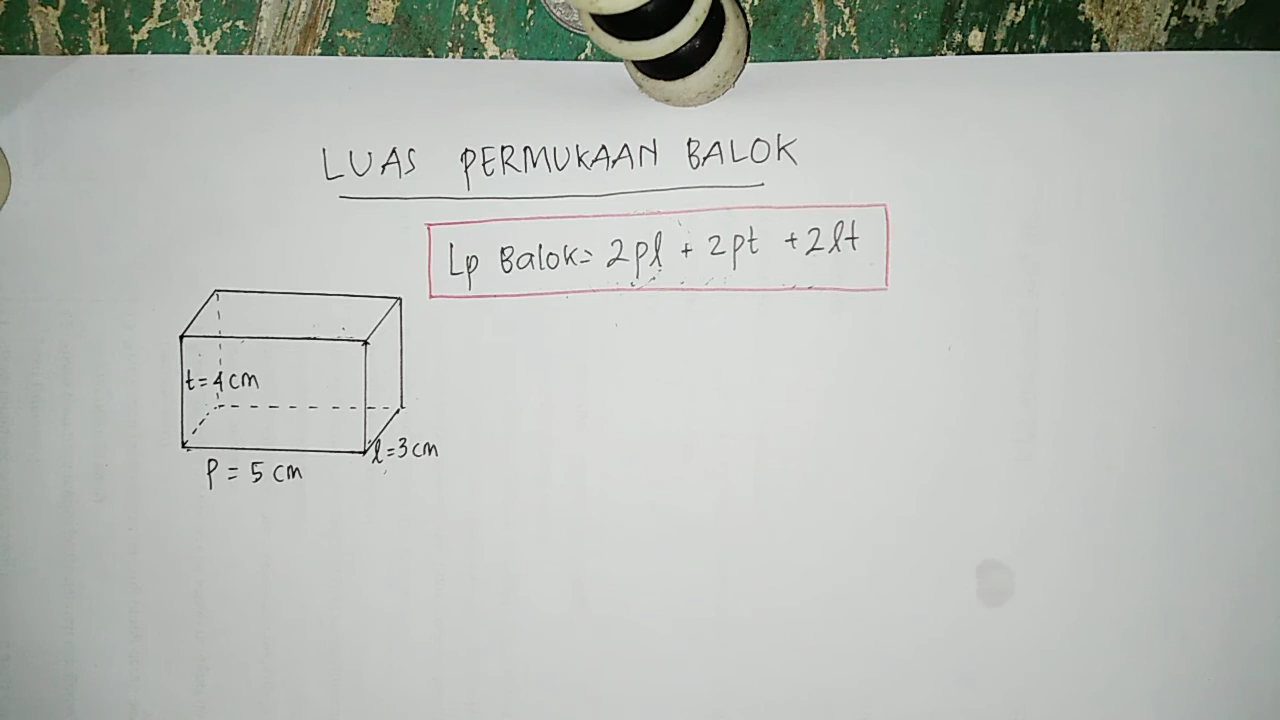 LUAS PERMUKAAN BALOK
Lp Balok = 2pl + 2pt + 2lt
t = 4 cm
l = 3 cm
P = 5 cm